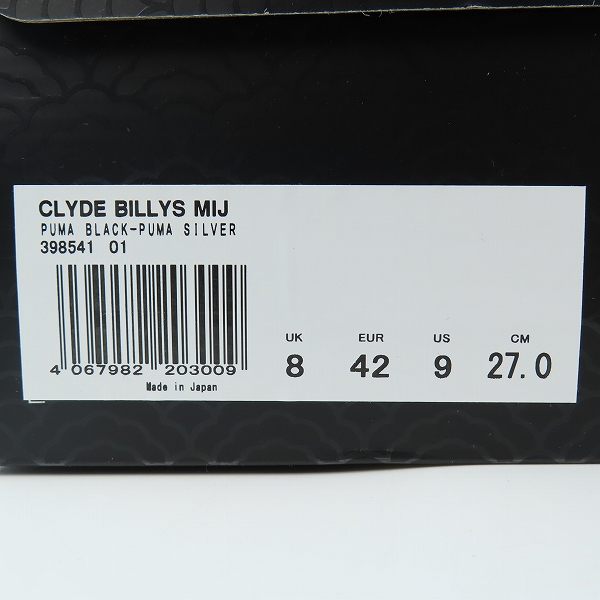 CLYDE BILLYS MIJ
PUMA BLACK-PUMA SILVER
398541 01
4 067982 203009
Made in Japan
UK EUR US CM
8 42 9 27.0